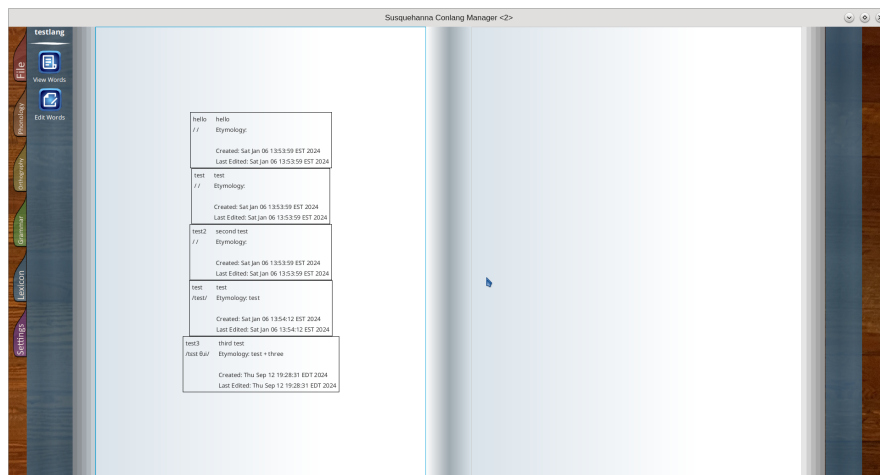 Susquehanna Conlang Manager <2>
testlang
File
View Words
Edit Words
Phonology
Orthography
Grammar
Lexicon
Settings
hello hello
/ / Etymology:
Created: Sat Jan 06 13:53:59 EST 2024
Last Edited: Sat Jan 06 13:53:59 EST 2024
test test
/ / Etymology:
Created: Sat Jan 06 13:53:59 EST 2024
Last Edited: Sat Jan 06 13:53:59 EST 2024
test2 second test
/ / Etymology:
Created: Sat Jan 06 13:53:59 EST 2024
Last Edited: Sat Jan 06 13:53:59 EST 2024
test test
/test/ Etymology: test
Created: Sat Jan 06 13:54:12 EST 2024
Last Edited: Sat Jan 06 13:54:12 EST 2024
test3 third test
Etymology: test + three
Created: Thu Sep 12 19:28:31 EDT 2024
Last Edited: Thu Sep 12 19:28:31 EDT 2024